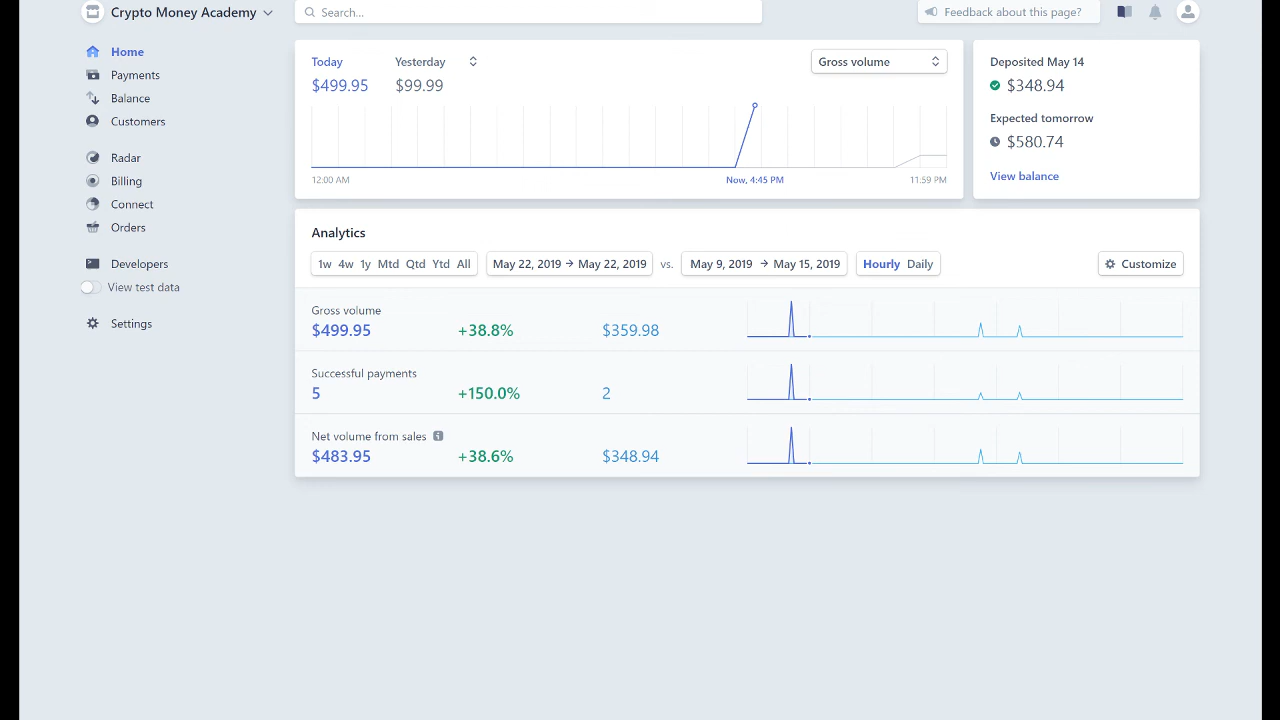 Crypto Money Academy
Search...
Feedback about this page?
Home
Payments
Balance
Customers
Radar
Billing
Connect
Orders
Developers
View test data
Settings
Today Yesterday
$499.95 $99.99
Gross volume
12:00 AM Now, 4:45 PM 11:59 PM
Deposited May 14
$348.94
Expected tomorrow
$580.74
View balance
Analytics
1w 4w 1y Mtd Qtd Ytd All May 22, 2019 → May 22, 2019 vs. May 9, 2019 → May 15, 2019 Hourly Daily Customize
Gross volume
$499.95 +38.8% $359.98
Successful payments
5 +150.0% 2
Net volume from sales
$483.95 +38.6% $348.94